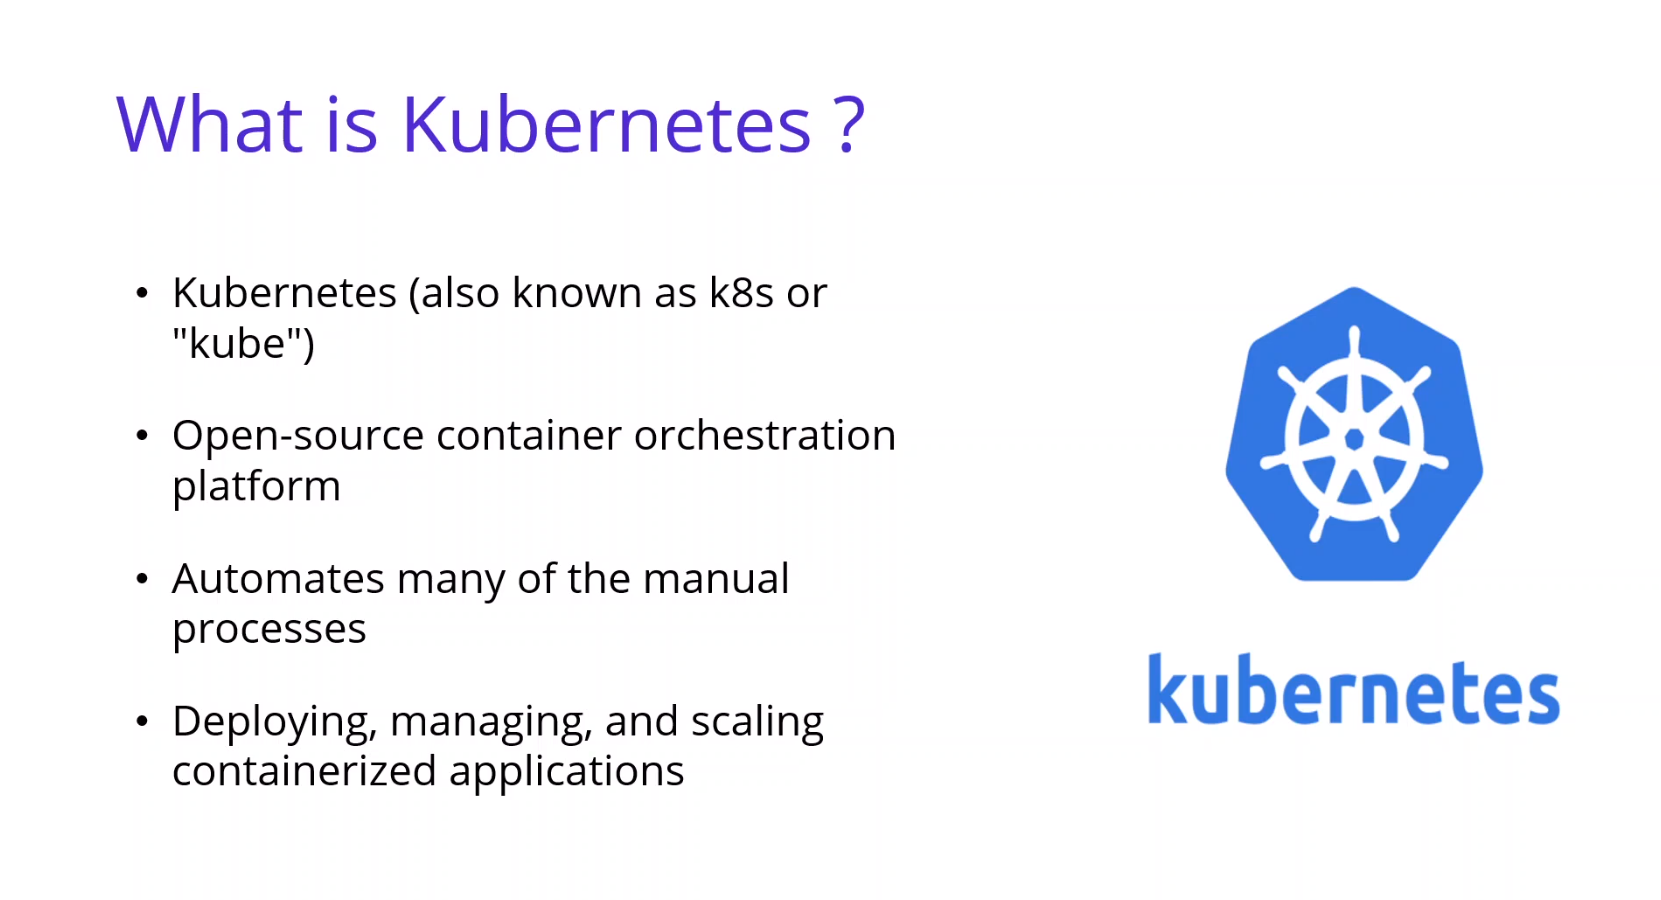 What is Kubernetes ?
• Kubernetes (also known as k8s or
"kube")
• Open-source container orchestration
platform
• Automates many of the manual
processes
• Deploying, managing, and scaling
containerized applications
kubernetes